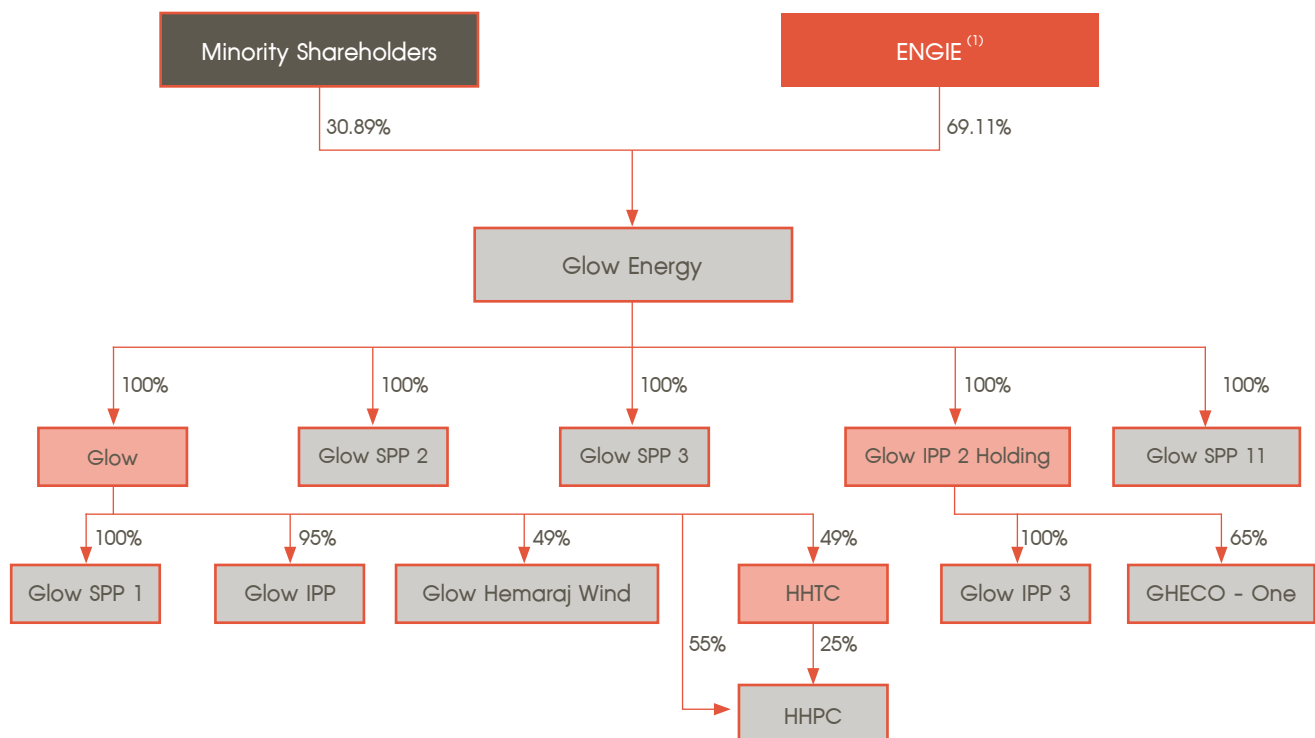 Minority Shareholders
ENGIE (1)
30.89%
69.11%
Glow Energy
100%
100%
100%
100%
100%
Glow
Glow SPP 2
Glow SPP 3
Glow IPP 2 Holding
Glow SPP 11
100%
95%
49%
49%
100%
65%
Glow SPP 1
Glow IPP
Glow Hemaraj Wind
HHTC
Glow IPP 3
GHECO - One
55%
25%
HHPC